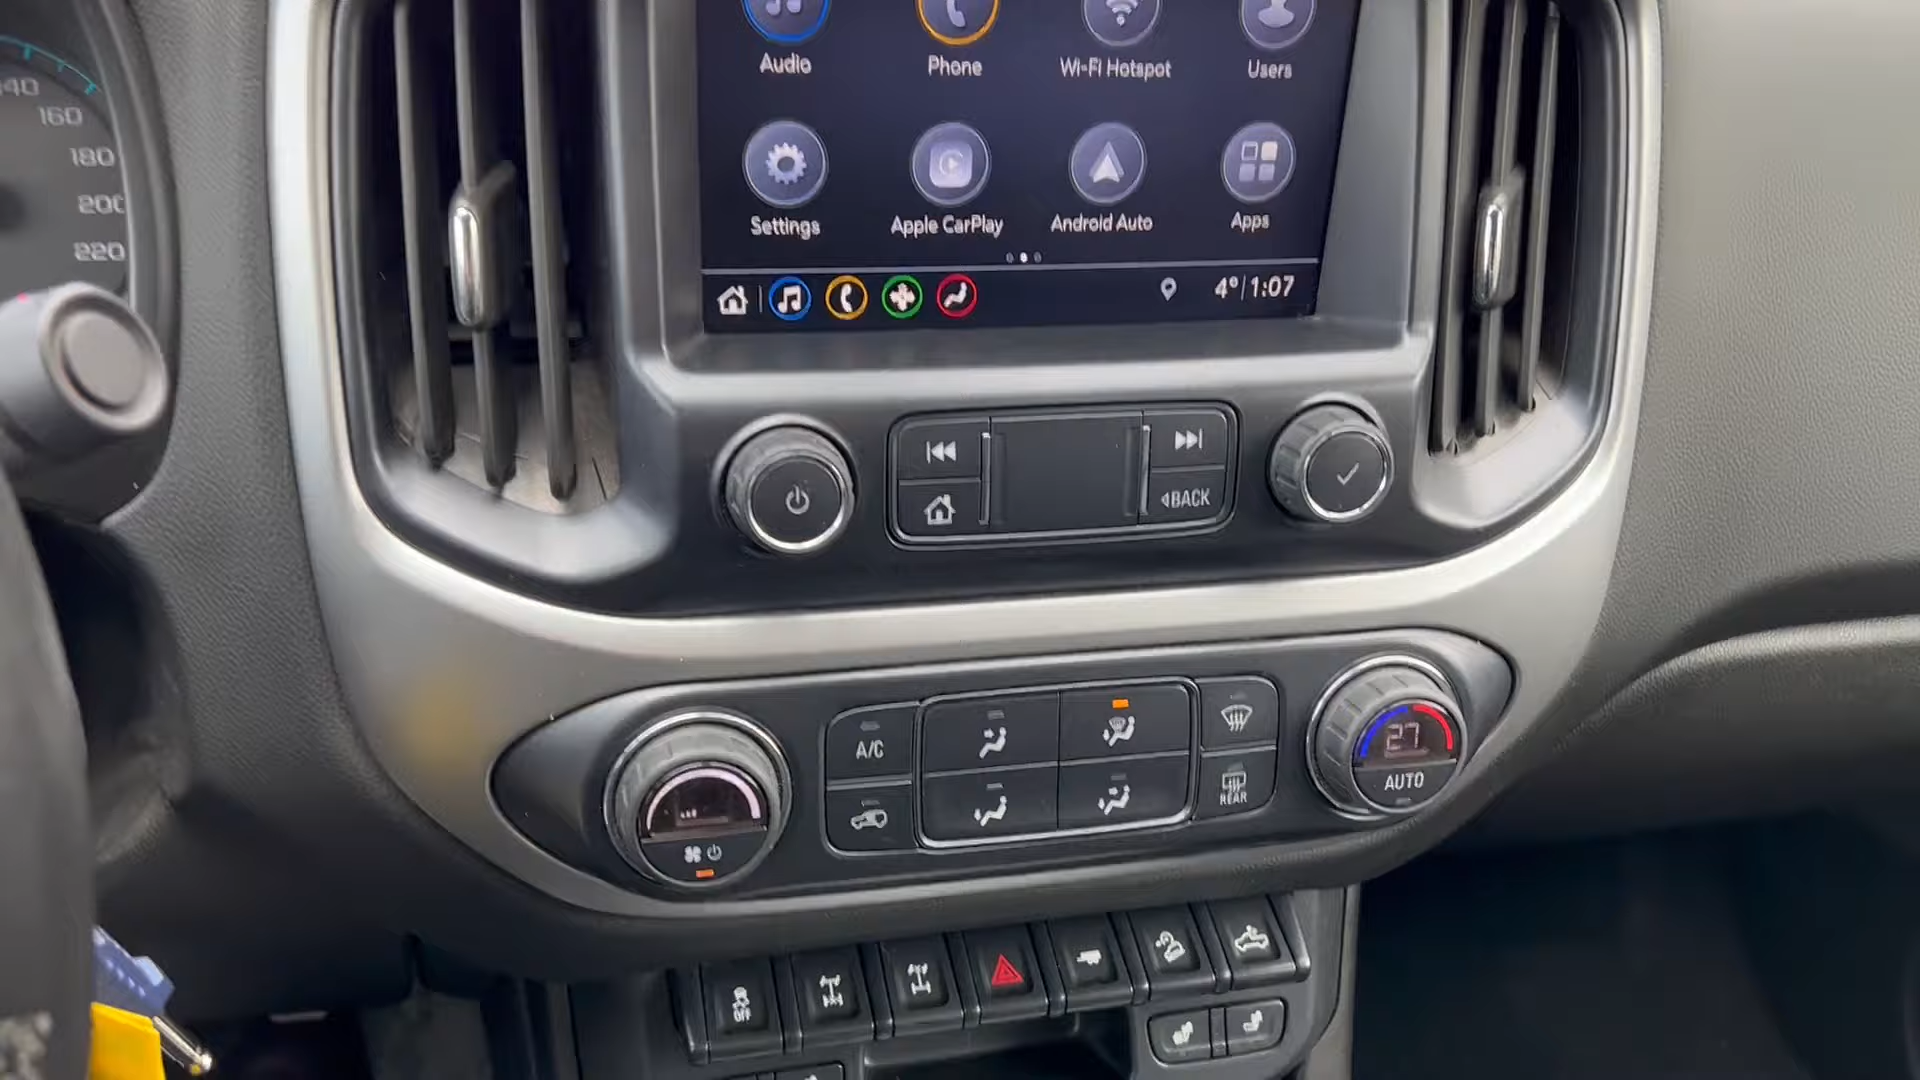 140
160
180
200
220
Audio
Phone
Wi-Fi Hotspot
Users
Settings
Apple CarPlay
Android Auto
Apps
4° 1:07
BACK
A/C
REAR
27
AUTO
OFF